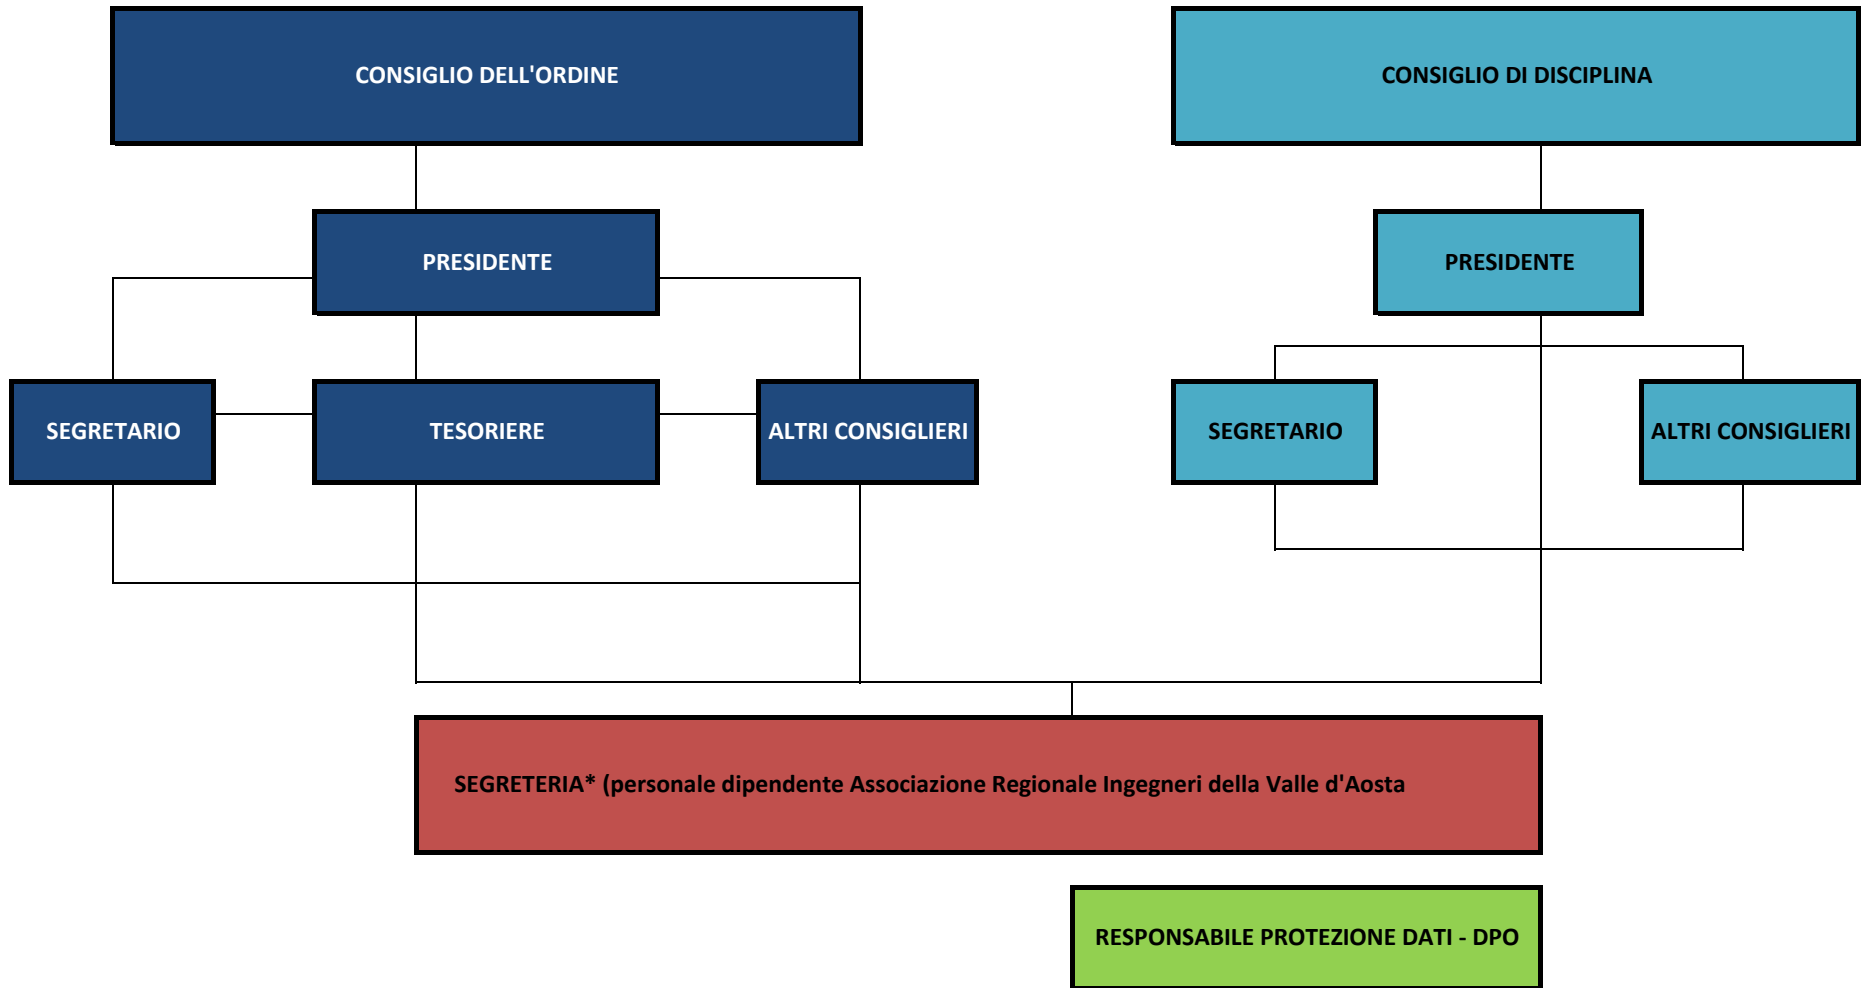 CONSIGLIO DELL'ORDINE
CONSIGLIO DI DISCIPLINA
PRESIDENTE
PRESIDENTE
SEGRETARIO
TESORIERE
ALTRI CONSIGLIERI
SEGRETARIO
ALTRI CONSIGLIERI
SEGRETERIA* (personale dipendente Associazione Regionale Ingegneri della Valle d'Aosta
RESPONSABILE PROTEZIONE DATI - DPO